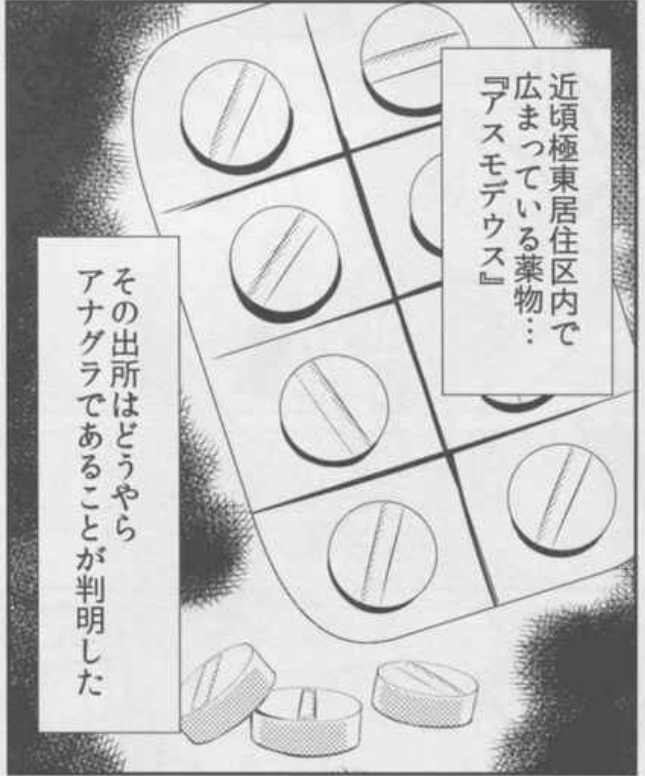 近頃極東居住区内で
広まっている薬物…
『アスモデウス』
その出所はどうやら
アナグラであることが判明した